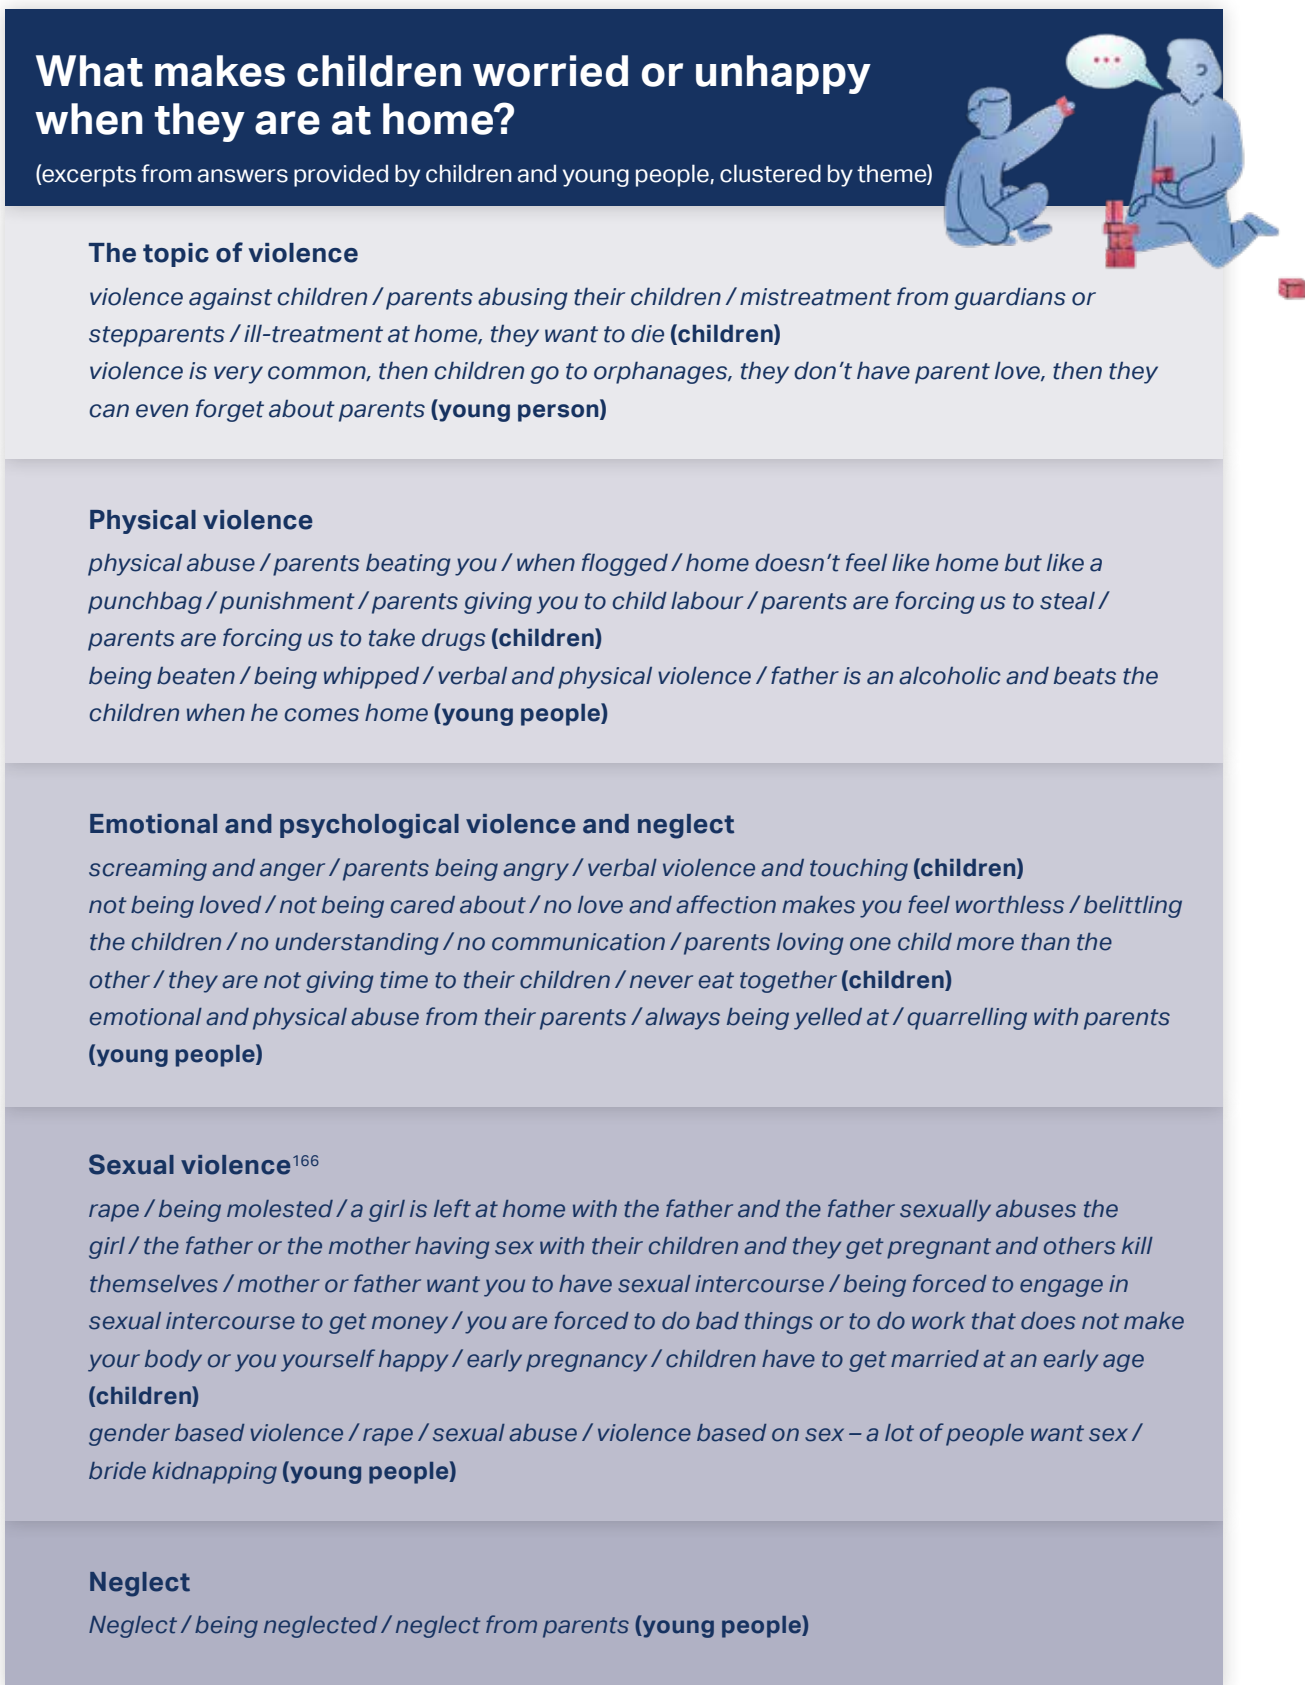 What makes children worried or unhappy
when they are at home?
(excerpts from answers provided by children and young people, clustered by theme)
The topic of violence
violence against children / parents abusing their children / mistreatment from guardians or
stepparents / ill-treatment at home, they want to die (children)
violence is very common, then children go to orphanages, they don’t have parent love, then they
can even forget about parents (young person)
Physical violence
physical abuse / parents beating you / when flogged / home doesn’t feel like home but like a
punchbag / punishment / parents giving you to child labour / parents are forcing us to steal /
parents are forcing us to take drugs (children)
being beaten / being whipped / verbal and physical violence / father is an alcoholic and beats the
children when he comes home (young people)
Emotional and psychological violence and neglect
screaming and anger / parents being angry / verbal violence and touching (children)
not being loved / not being cared about / no love and affection makes you feel worthless / belittling
the children / no understanding / no communication / parents loving one child more than the
other / they are not giving time to their children / never eat together (children)
emotional and physical abuse from their parents / always being yelled at / quarrelling with parents
(young people)
Sexual violence166
rape / being molested / a girl is left at home with the father and the father sexually abuses the
girl / the father or the mother having sex with their children and they get pregnant and others kill
themselves / mother or father want you to have sexual intercourse / being forced to engage in
sexual intercourse to get money / you are forced to do bad things or to do work that does not make
your body or you yourself happy / early pregnancy / children have to get married at an early age
(children)
gender based violence / rape / sexual abuse / violence based on sex – a lot of people want sex /
bride kidnapping (young people)
Neglect
Neglect / being neglected / neglect from parents (young people)